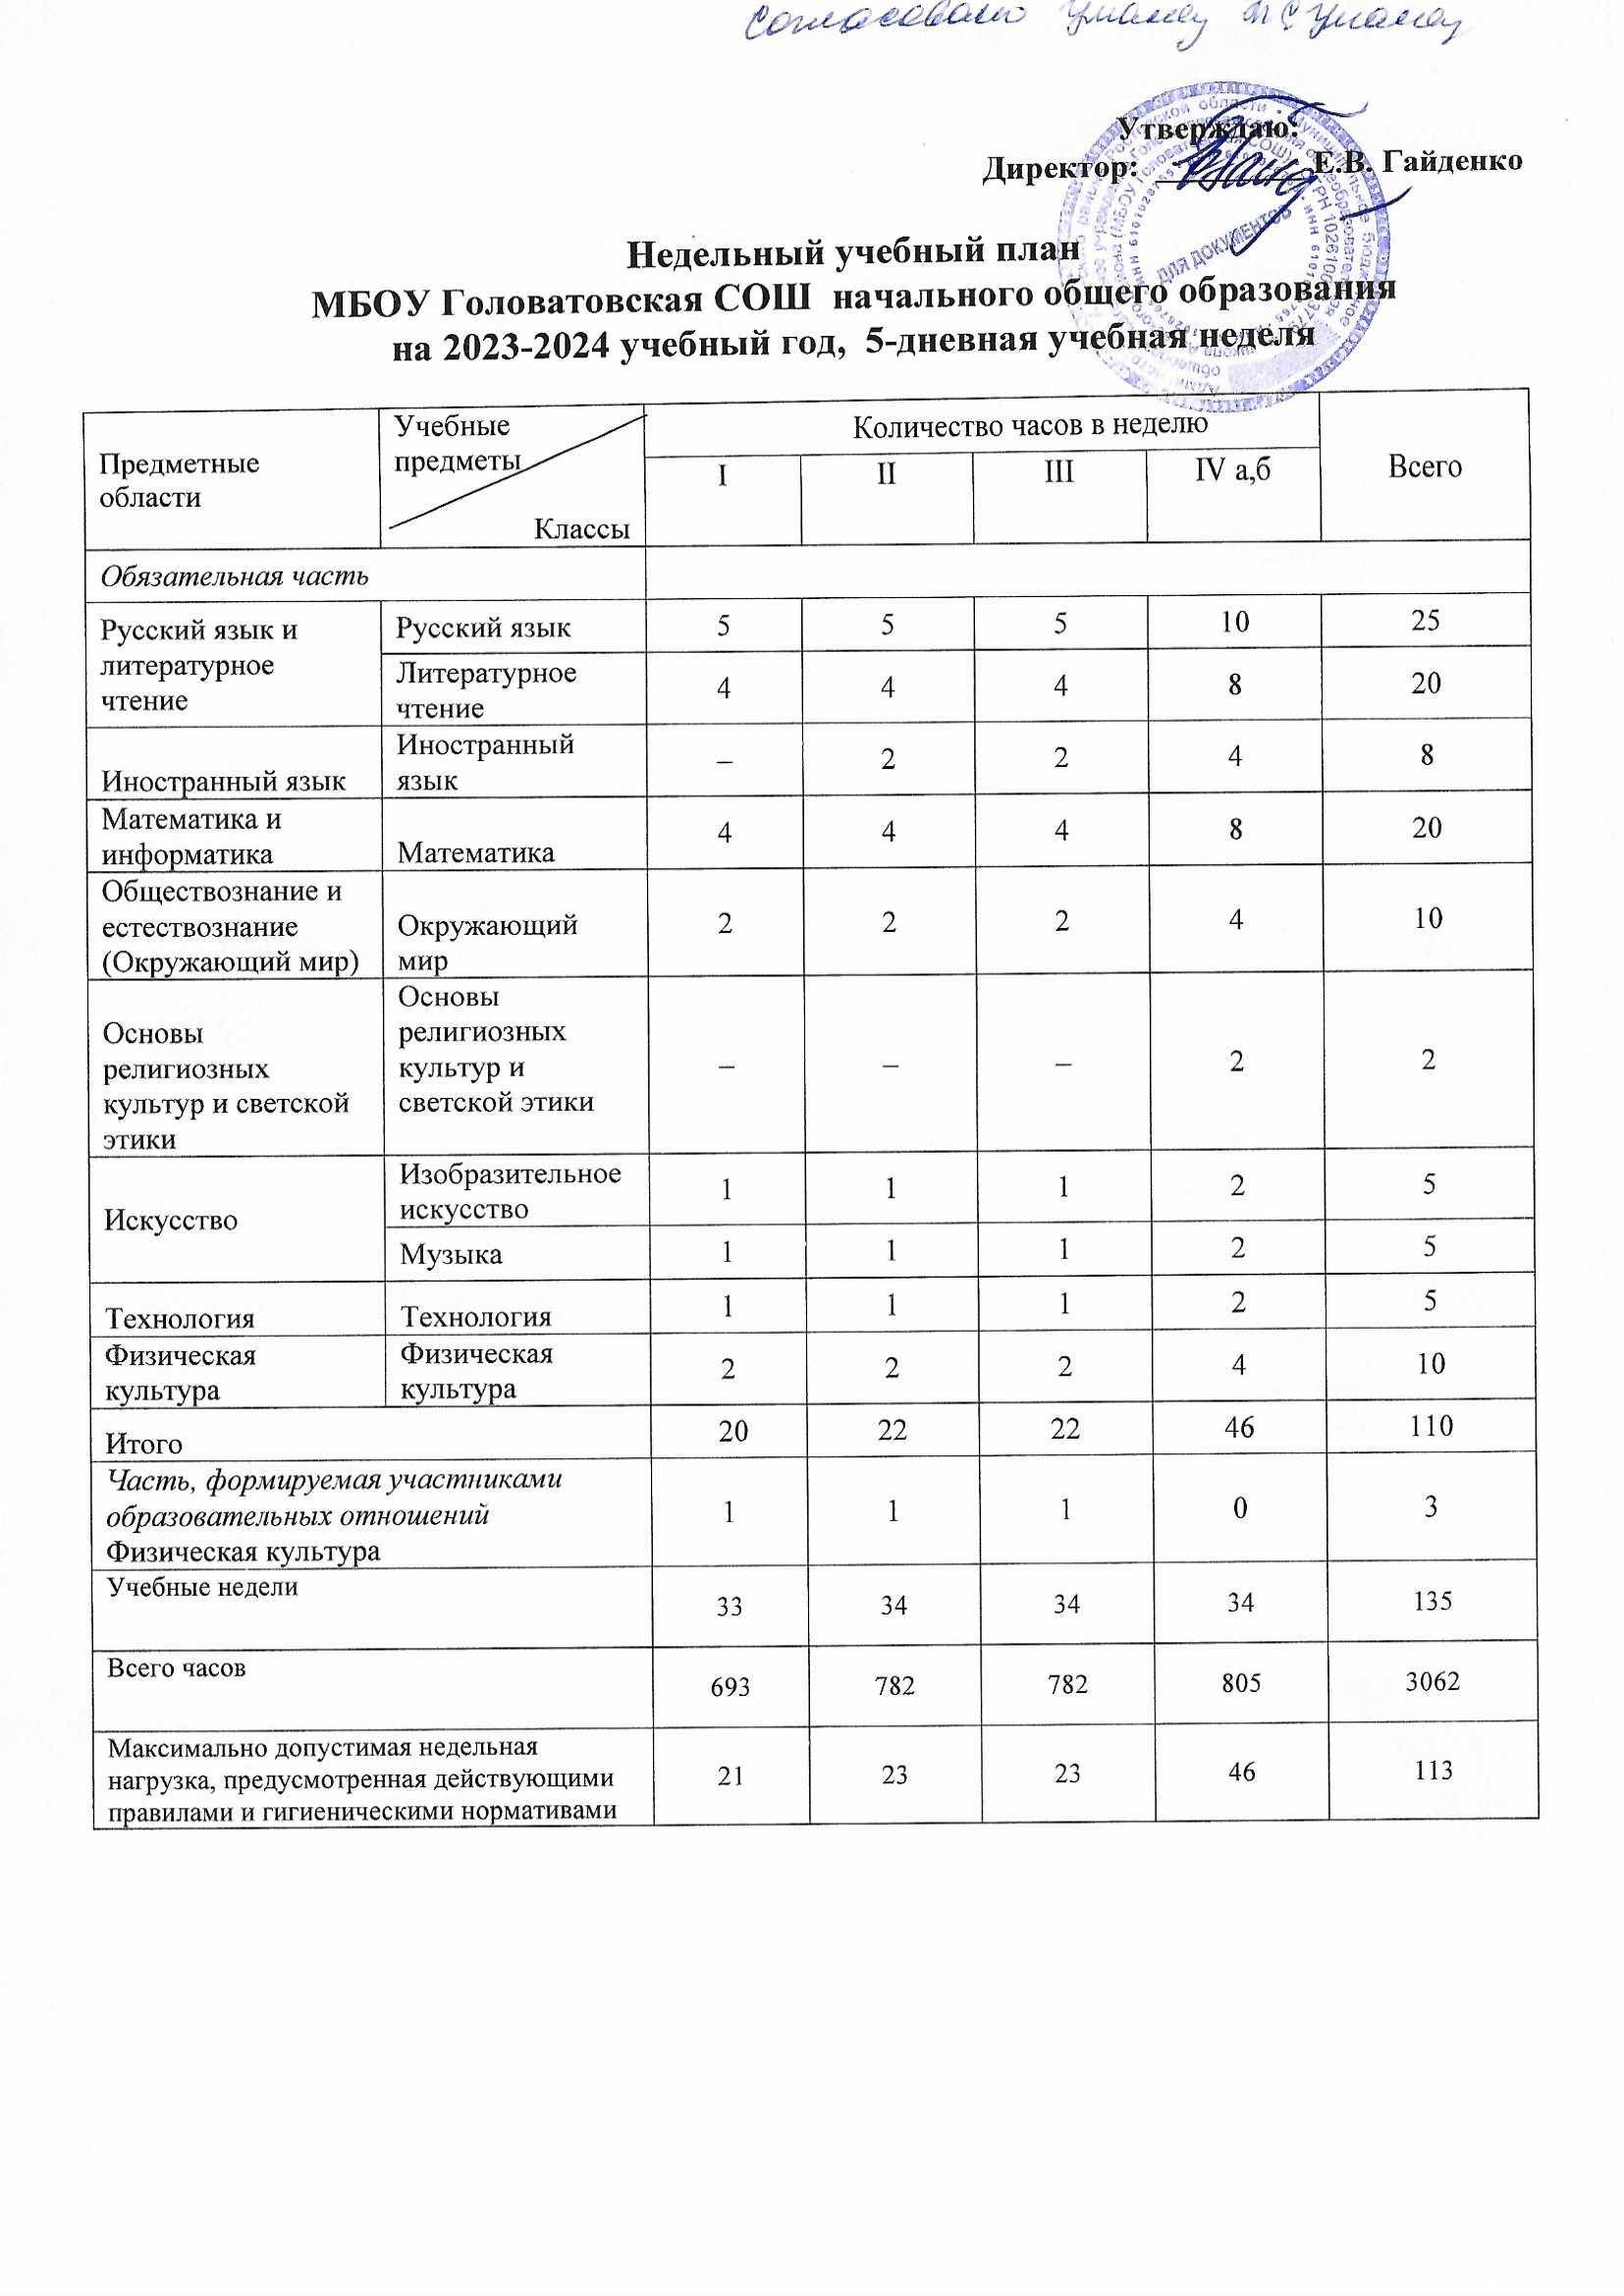 Согласовано
Утверждаю:
Директор: Е.В. Гайденко
ДЛЯ ДОКУМЕНТОВ
Недельный учебный план
МБОУ Головатовская СОШ начального общего образования
на 2023-2024 учебный год, 5-дневная учебная неделя
Предметные
области
Учебные
предметы
Классы
Количество часов в неделю
I II III IV а,б
Всего
Обязательная часть
Русский язык и
литературное
чтение
Русский язык 5 5 5 10 25
Литературное
чтение
4 4 4 8 20
Иностранный язык
Иностранный
язык
– 2 2 4 8
Математика и
информатика
Математика
4 4 4 8 20
Обществознание и
естествознание
(Окружающий мир)
Окружающий
мир
2 2 2 4 10
Основы
религиозных
культур и светской
этики
Основы
религиозных
культур и
светской этики
– – – 2 2
Искусство
Изобразительное
искусство
1 1 1 2 5
Музыка 1 1 1 2 5
Технология Технология 1 1 1 2 5
Физическая
культура
Физическая
культура
2 2 2 4 10
Итого 20 22 22 46 110
Часть, формируемая участниками
образовательных отношений
Физическая культура
1 1 1 0 3
Учебные недели
33 34 34 34 135
Всего часов
693 782 782 805 3062
Максимально допустимая недельная
нагрузка, предусмотренная действующими
правилами и гигиеническими нормативами
21 23 23 46 113